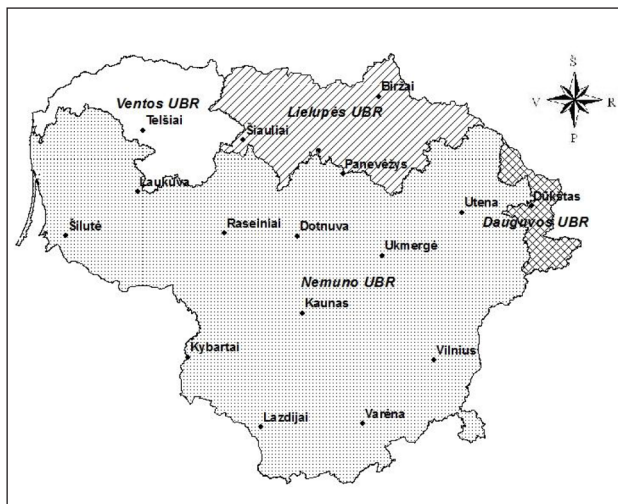 Š
V R
P
Biržai
Ventos UBR
Lielupės UBR
Telšiai
Šiauliai
Panevėžys
Laukuva
Utena
Dūkštas
Dauguvos UBR
Šilutė
Raseiniai
Dotnuva
Ukmergė
Nemuno UBR
Kaunas
Kybartai
Vilnius
Lazdijai
Varėna